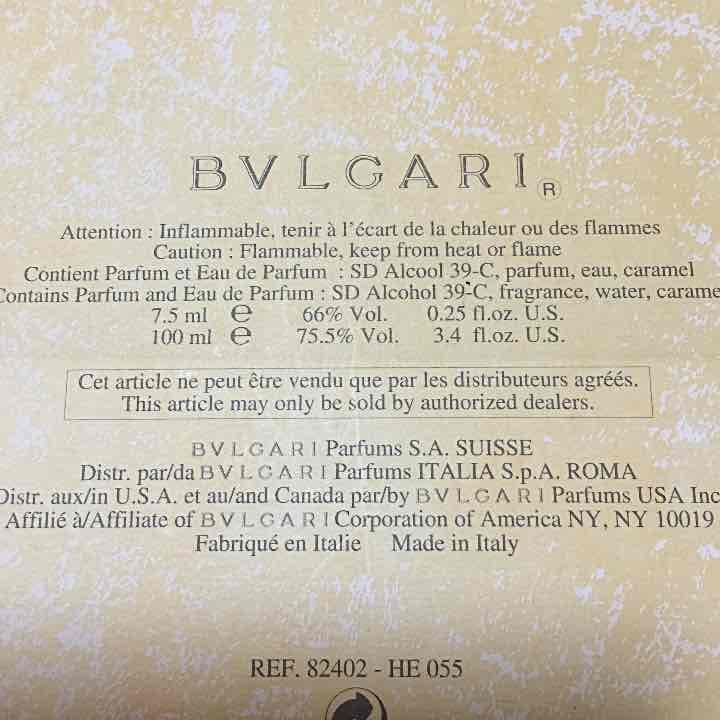 BVLGARI ®
Attention : Inflammable, tenir à l'écart de la chaleur ou des flammes
Caution : Flammable, keep from heat or flame
Contient Parfum et Eau de Parfum : SD Alcool 39-C, parfum, eau, caramel
Contains Parfum and Eau de Parfum : SD Alcohol 39-C, fragrance, water, carame
7.5 ml ℮ 66% Vol. 0.25 fl.oz. U.S.
100 ml ℮ 75.5% Vol. 3.4 fl.oz. U.S.
Cet article ne peut être vendu que par les distributeurs agréés.
This article may only be sold by authorized dealers.
BVLGARI Parfums S.A. SUISSE
Distr. par/da BVLGARI Parfums ITALIA S.p.A. ROMA
Distr. aux/in U.S.A. et au/and Canada par/by BVLGARI Parfums USA Inc
Affilié à/Affiliate of BVLGARI Corporation of America NY, NY 10019
Fabriqué en Italie Made in Italy
REF. 82402 - HE 055